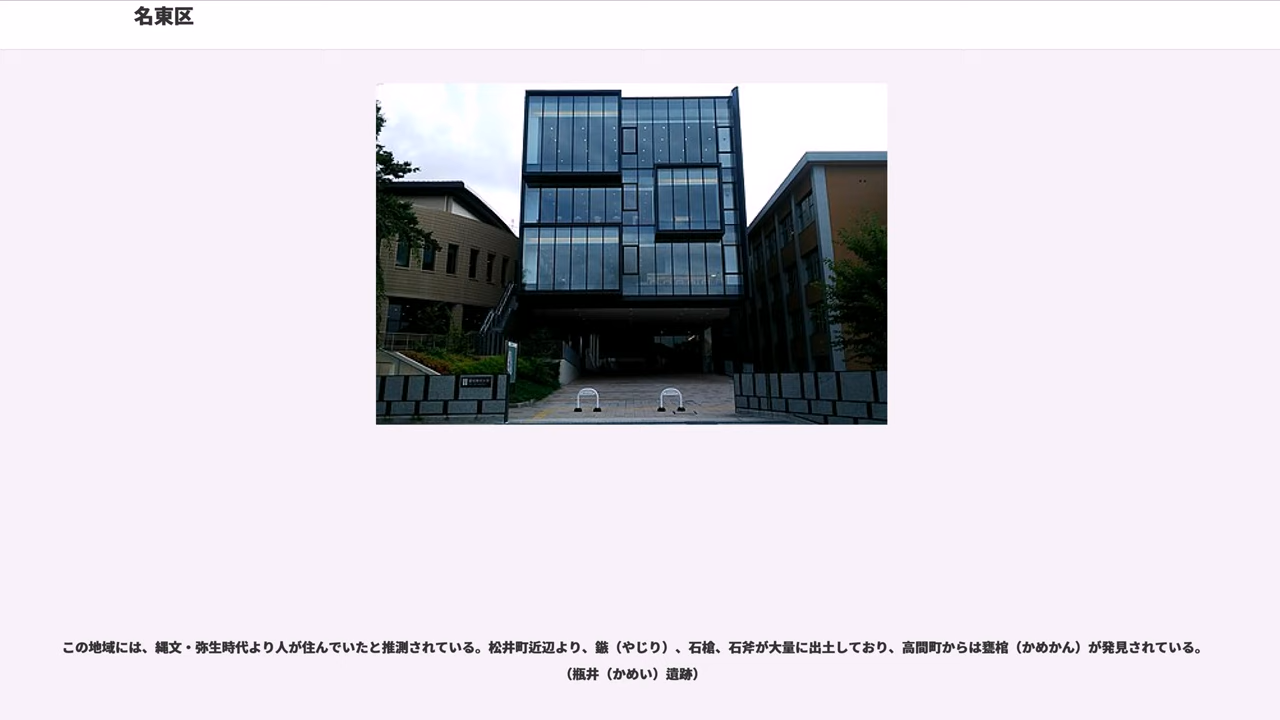 名東区
この地域には、縄文・弥生時代より人が住んでいたと推測されている。松井町近辺より、鏃（やじり）、石槍、石斧が大量に出土しており、高間町からは甕棺（かめかん）が発見されている。
（瓶井（かめい）遺跡）